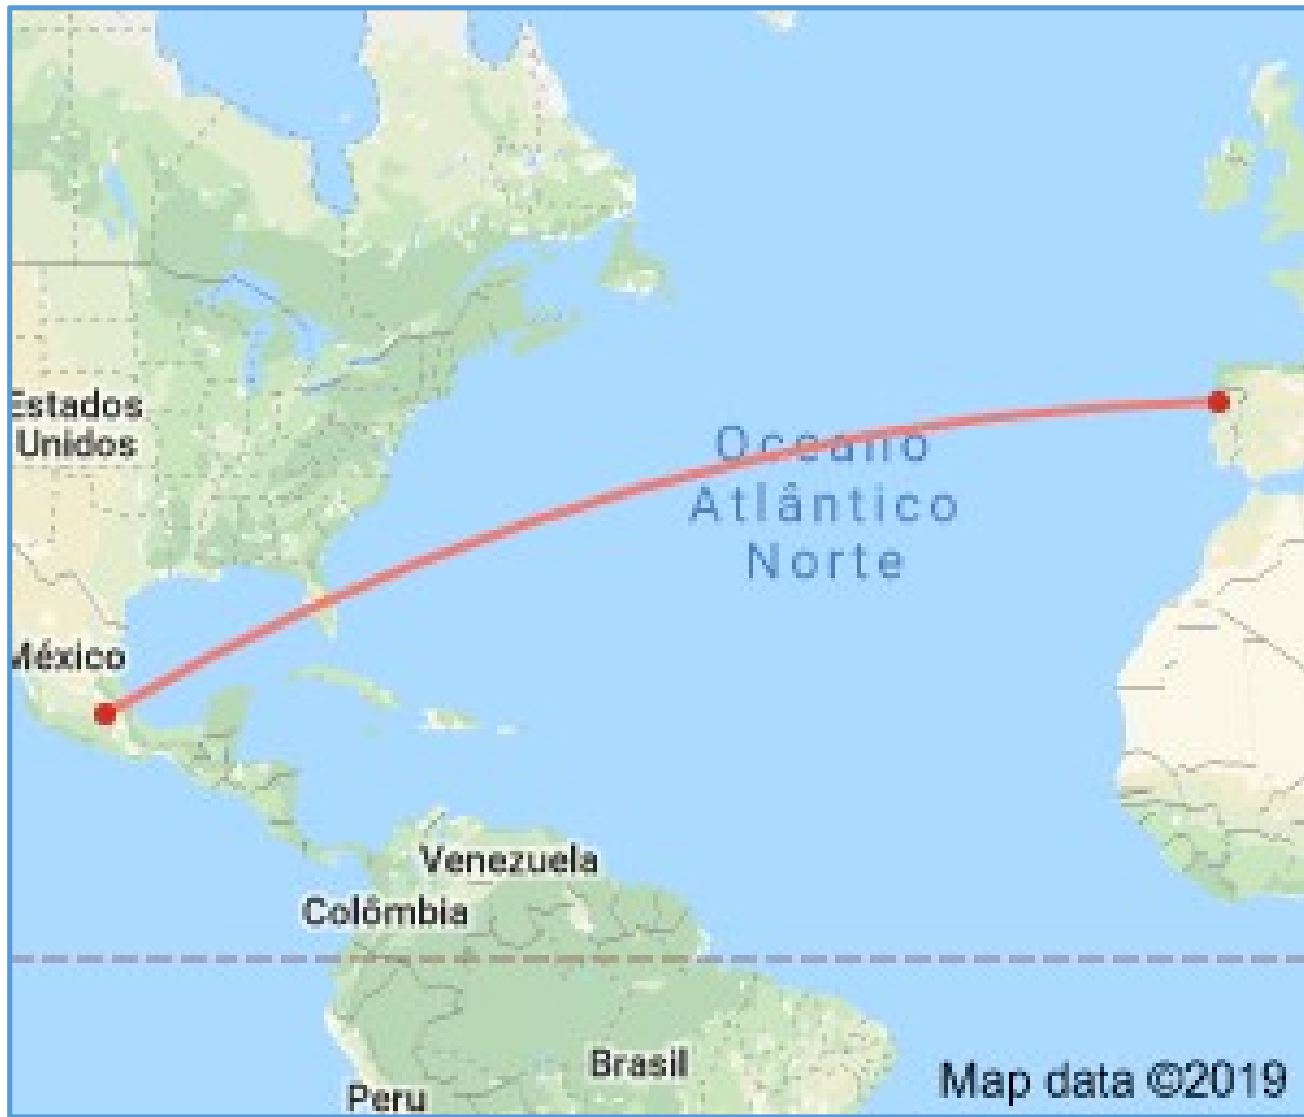 Estados
Unidos
Oceano
Atlântico
Norte
México
Venezuela
Colômbia
Brasil
Peru
Map data ©2019